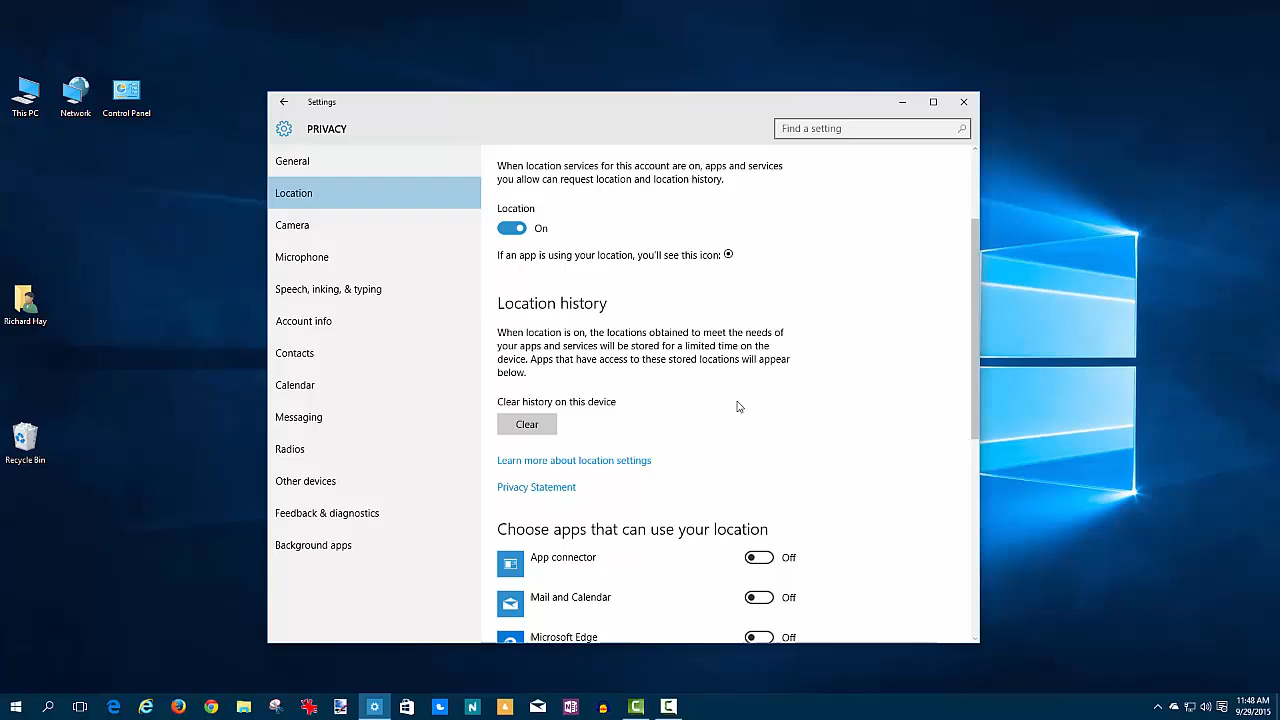 This PC
Network
Control Panel
Richard Hay
Recycle Bin
Settings
PRIVACY
Find a setting
General
Location
Camera
Microphone
Speech, inking, & typing
Account info
Contacts
Calendar
Messaging
Radios
Other devices
Feedback & diagnostics
Background apps
When location services for this account are on, apps and services
you allow can request location and location history.
Location
On
If an app is using your location, you'll see this icon:
Location history
When location is on, the locations obtained to meet the needs of
your apps and services will be stored for a limited time on the
device. Apps that have access to these stored locations will appear
below.
Clear history on this device
Clear
Learn more about location settings
Privacy Statement
Choose apps that can use your location
App connector
Off
Mail and Calendar
Off
Microsoft Edge
Off
11:48 AM
9/29/2015